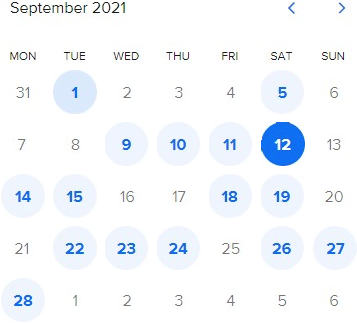 September 2021
MON TUE WED THU FRI SAT SUN
31 1 2 3 4 5 6
7 8 9 10 11 12 13
14 15 16 17 18 19 20
21 22 23 24 25 26 27
28 1 2 3 4 5 6